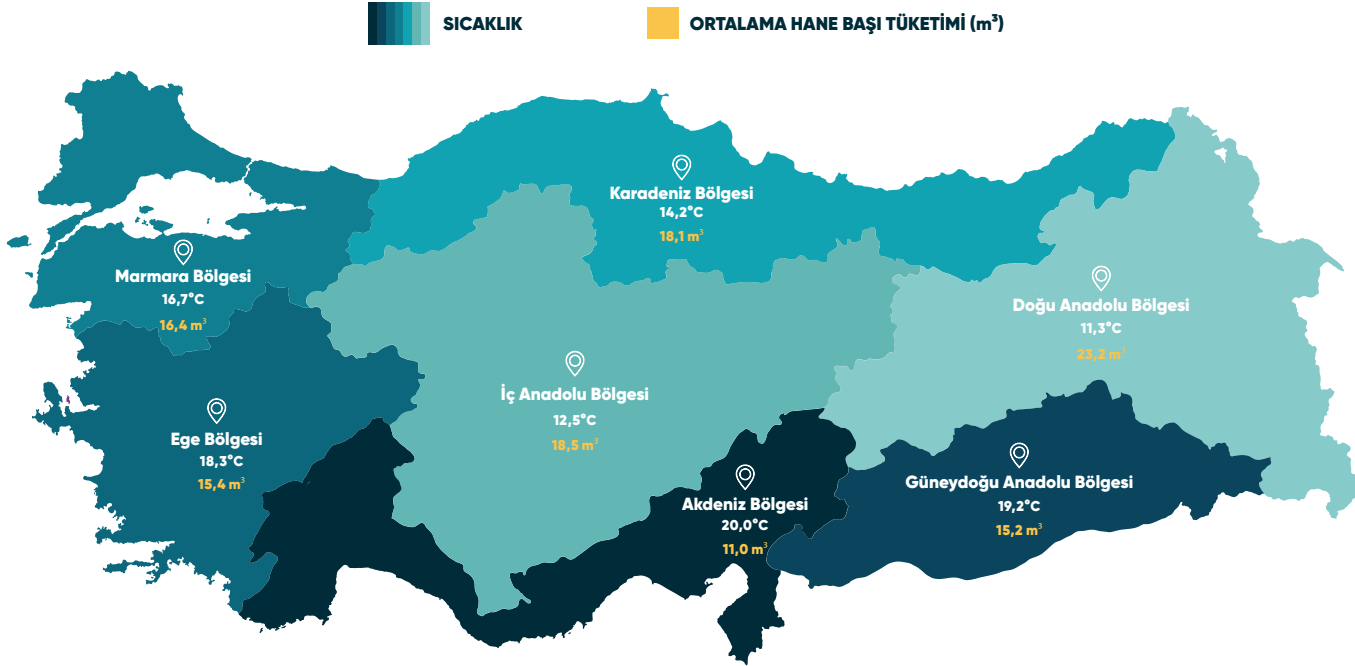 SICAKLIK
ORTALAMA HANE BAŞI TÜKETİMİ (m³)
Karadeniz Bölgesi
14,2°C
18,1 m³
Marmara Bölgesi
16,7°C
16,4 m³
Doğu Anadolu Bölgesi
11,3°C
23,2 m³
İç Anadolu Bölgesi
12,5°C
18,5 m³
Ege Bölgesi
18,3°C
15,4 m³
Akdeniz Bölgesi
20,0°C
11,0 m³
Güneydoğu Anadolu Bölgesi
19,2°C
15,2 m³